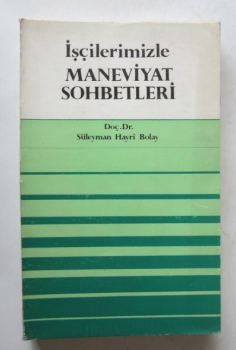 İşçilerimizle
MANEVİYAT
SOHBETLERİ
Doç.Dr.
Süleyman Hayri Bolay